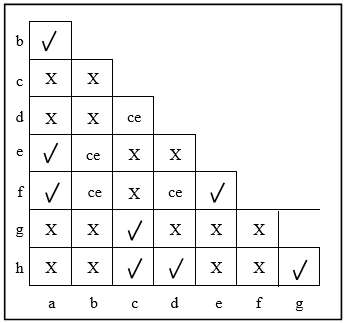 b ✓
c X X
d X X ce
e ✓ ce X X
f ✓ ce X ce ✓
g X X ✓ X X X
h X X ✓ ✓ X X ✓
a b c d e f g